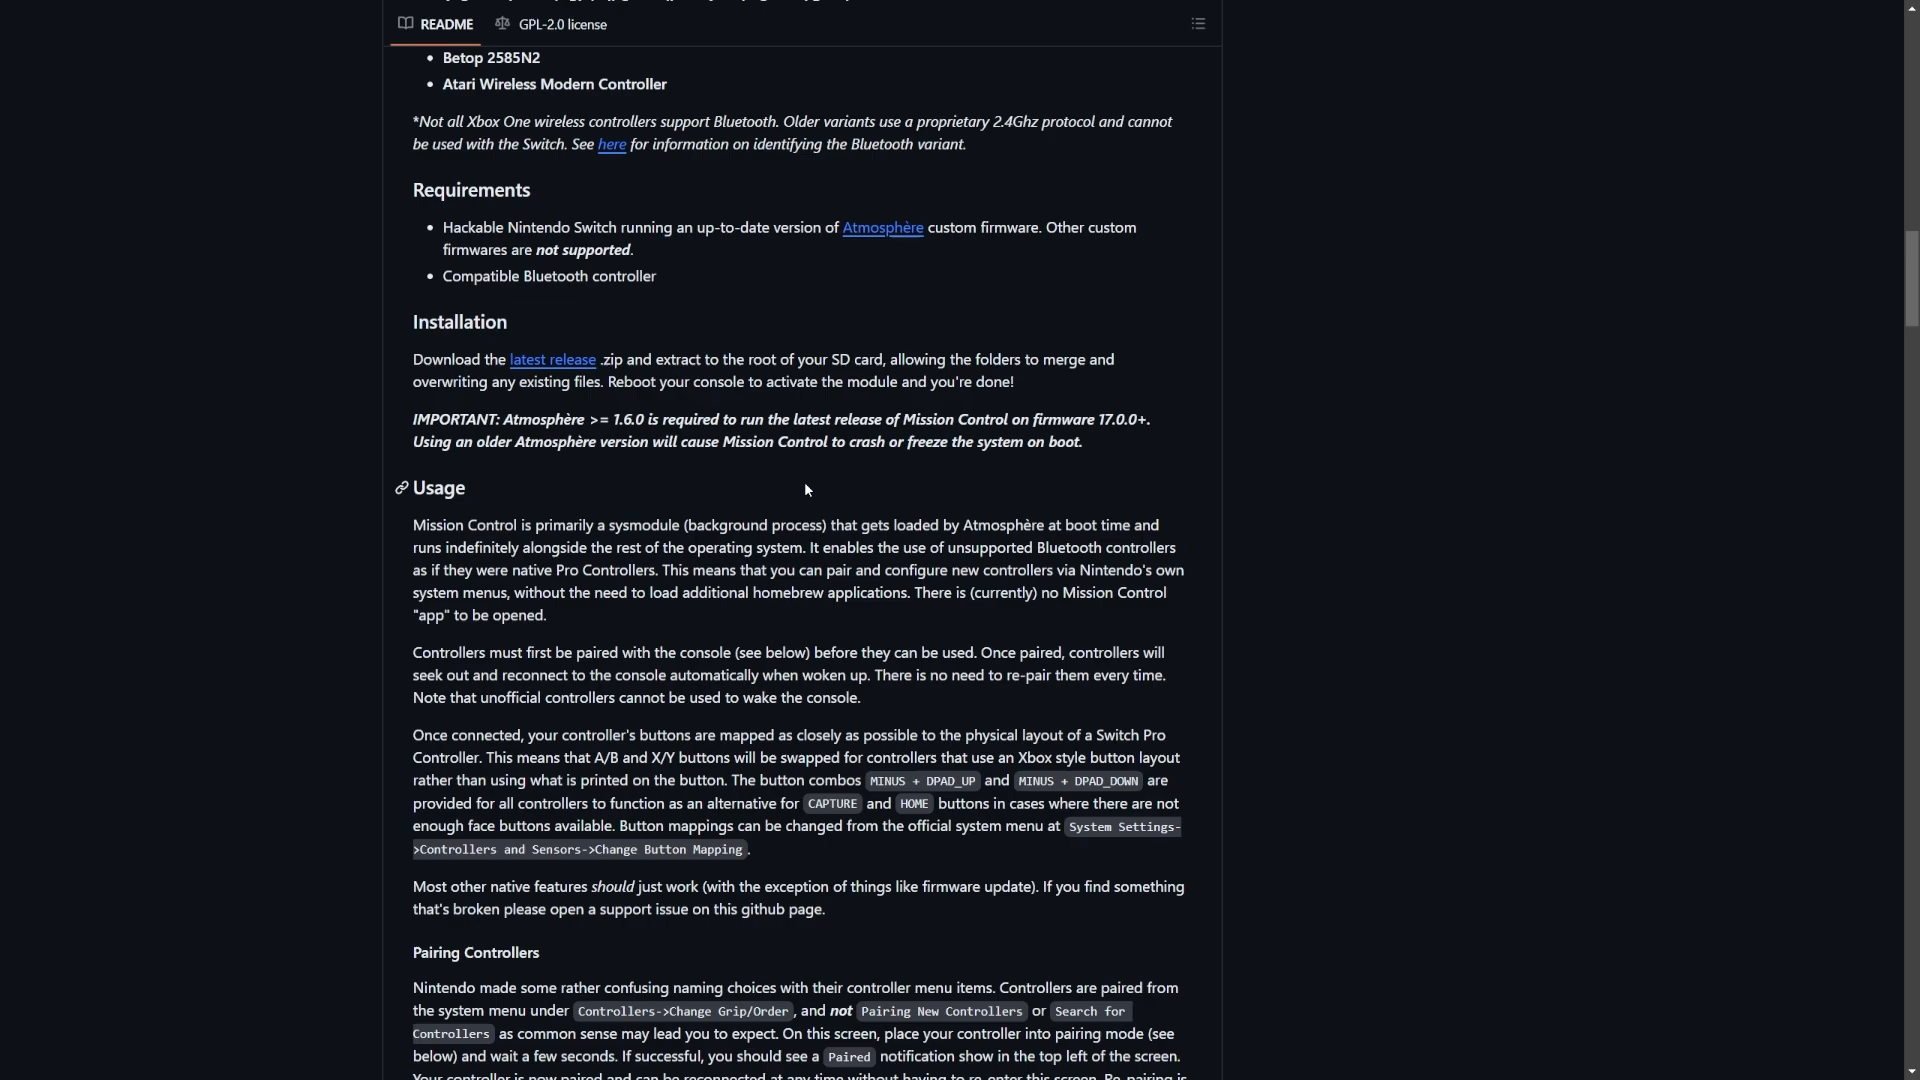 README
GPL-2.0 license
Betop 2585N2
Atari Wireless Modern Controller
*Not all Xbox One wireless controllers support Bluetooth. Older variants use a proprietary 2.4Ghz protocol and cannot
be used with the Switch. See here for information on identifying the Bluetooth variant.
Requirements
Hackable Nintendo Switch running an up-to-date version of Atmosphère custom firmware. Other custom
firmwares are not supported.
Compatible Bluetooth controller
Installation
Download the latest release .zip and extract to the root of your SD card, allowing the folders to merge and
overwriting any existing files. Reboot your console to activate the module and you're done!
IMPORTANT: Atmosphère >= 1.6.0 is required to run the latest release of Mission Control on firmware 17.0.0+.
Using an older Atmosphère version will cause Mission Control to crash or freeze the system on boot.
Usage
Mission Control is primarily a sysmodule (background process) that gets loaded by Atmosphère at boot time and
runs indefinitely alongside the rest of the operating system. It enables the use of unsupported Bluetooth controllers
as if they were native Pro Controllers. This means that you can pair and configure new controllers via Nintendo's own
system menus, without the need to load additional homebrew applications. There is (currently) no Mission Control
"app" to be opened.
Controllers must first be paired with the console (see below) before they can be used. Once paired, controllers will
seek out and reconnect to the console automatically when woken up. There is no need to re-pair them every time.
Note that unofficial controllers cannot be used to wake the console.
Once connected, your controller's buttons are mapped as closely as possible to the physical layout of a Switch Pro
Controller. This means that A/B and X/Y buttons will be swapped for controllers that use an Xbox style button layout
rather than using what is printed on the button. The button combos MINUS + DPAD_UP and MINUS + DPAD_DOWN are
provided for all controllers to function as an alternative for CAPTURE and HOME buttons in cases where there are not
enough face buttons available. Button mappings can be changed from the official system menu at System Settings-
>Controllers and Sensors->Change Button Mapping.
Most other native features should just work (with the exception of things like firmware update). If you find something
that's broken please open a support issue on this github page.
Pairing Controllers
Nintendo made some rather confusing naming choices with their controller menu items. Controllers are paired from
the system menu under Controllers->Change Grip/Order, and not Pairing New Controllers or Search for
Controllers as common sense may lead you to expect. On this screen, place your controller into pairing mode (see
below) and wait a few seconds. If successful, you should see a Paired notification show in the top left of the screen.
Your controller is now paired and can be reconnected at any time without having to re-enter this screen. Re-pairing is